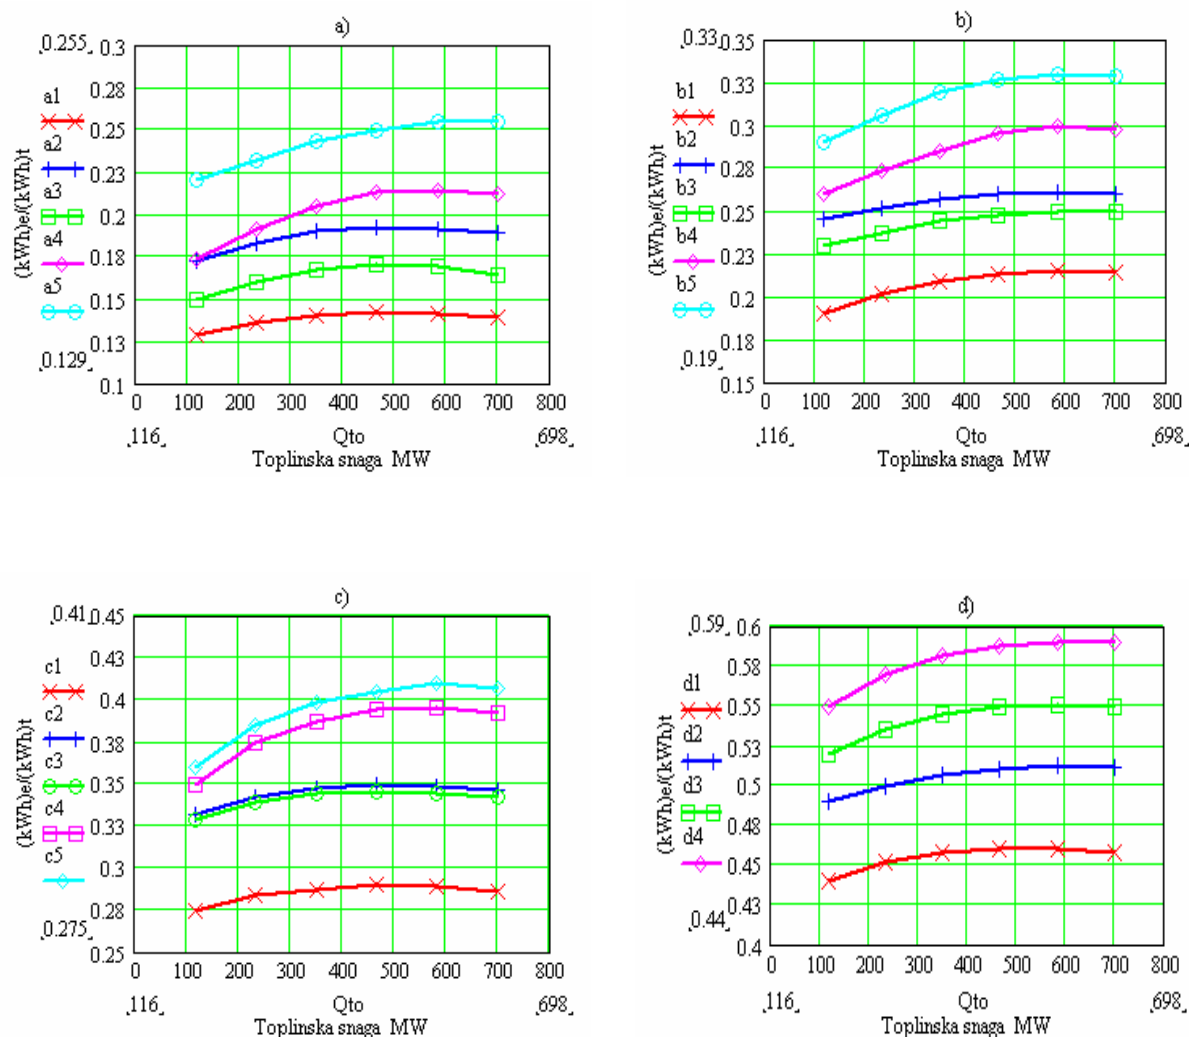 a)
0.255
0.3
0.28
0.25
0.23
0.2
0.18
0.15
0.13
0.1
(kWh)e/(kWh)t
a1
a2
a3
a4
a5
0.129
0 100 200 300 400 500 600 700 800
116 Qto 698
Toplinska snaga MW
b)
0.33
0.35
0.33
0.3
0.28
0.25
0.23
0.2
0.18
0.15
(kWh)e/(kWh)t
b1
b2
b3
b4
b5
0.19
0 100 200 300 400 500 600 700 800
116 Qto 698
Toplinska snaga MW
c)
0.41
0.45
0.43
0.4
0.38
0.35
0.33
0.3
0.28
0.25
(kWh)e/(kWh)t
c1
c2
c3
c4
c5
0.275
0 100 200 300 400 500 600 700 800
116 Qto 698
Toplinska snaga MW
d)
0.59
0.6
0.58
0.55
0.53
0.5
0.48
0.45
0.43
0.4
(kWh)e/(kWh)t
d1
d2
d3
d4
0.44
0 100 200 300 400 500 600 700 800
116 Qto 698
Toplinska snaga MW